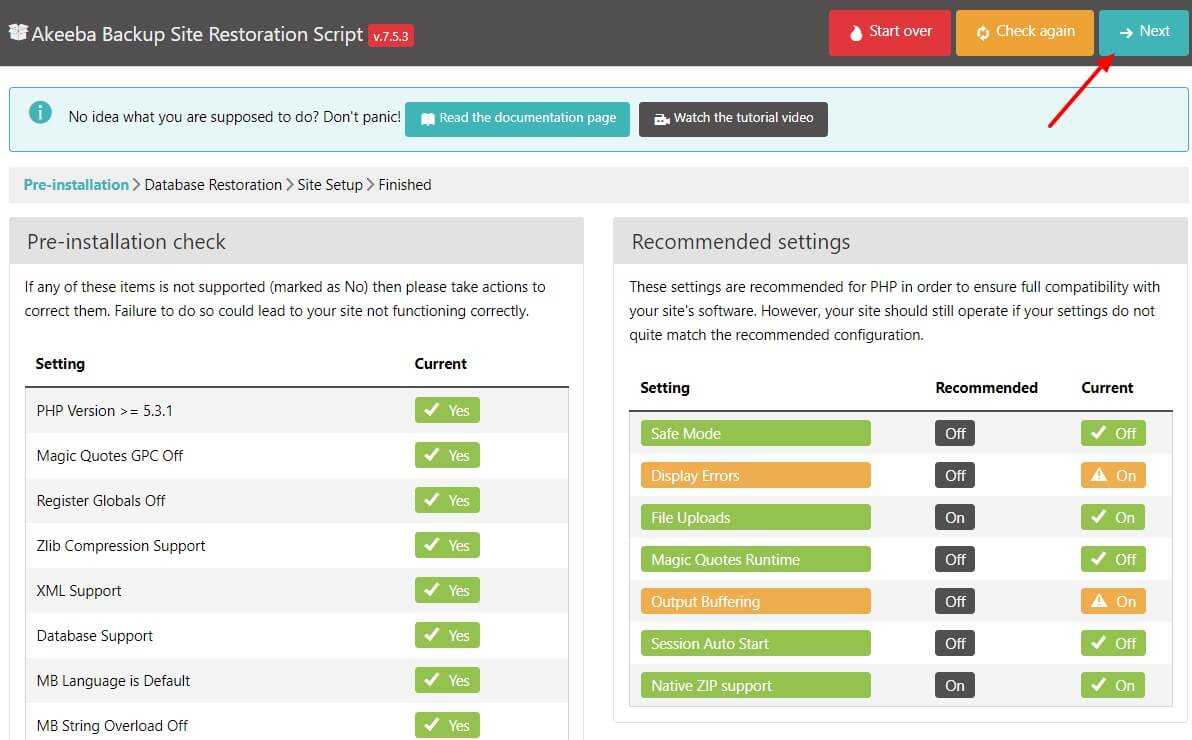 Akeeba Backup Site Restoration Script v.7.5.3
Start over
Check again
Next
No idea what you are supposed to do? Don't panic!
Read the documentation page
Watch the tutorial video
Pre-installation > Database Restoration > Site Setup > Finished
Pre-installation check
If any of these items is not supported (marked as No) then please take actions to
correct them. Failure to do so could lead to your site not functioning correctly.
Setting Current
PHP Version >= 5.3.1 Yes
Magic Quotes GPC Off Yes
Register Globals Off Yes
Zlib Compression Support Yes
XML Support Yes
Database Support Yes
MB Language is Default Yes
MB String Overload Off Yes
Recommended settings
These settings are recommended for PHP in order to ensure full compatibility with
your site's software. However, your site should still operate if your settings do not
quite match the recommended configuration.
Setting Recommended Current
Safe Mode Off Off
Display Errors Off On
File Uploads On On
Magic Quotes Runtime Off Off
Output Buffering Off On
Session Auto Start Off Off
Native ZIP support On On